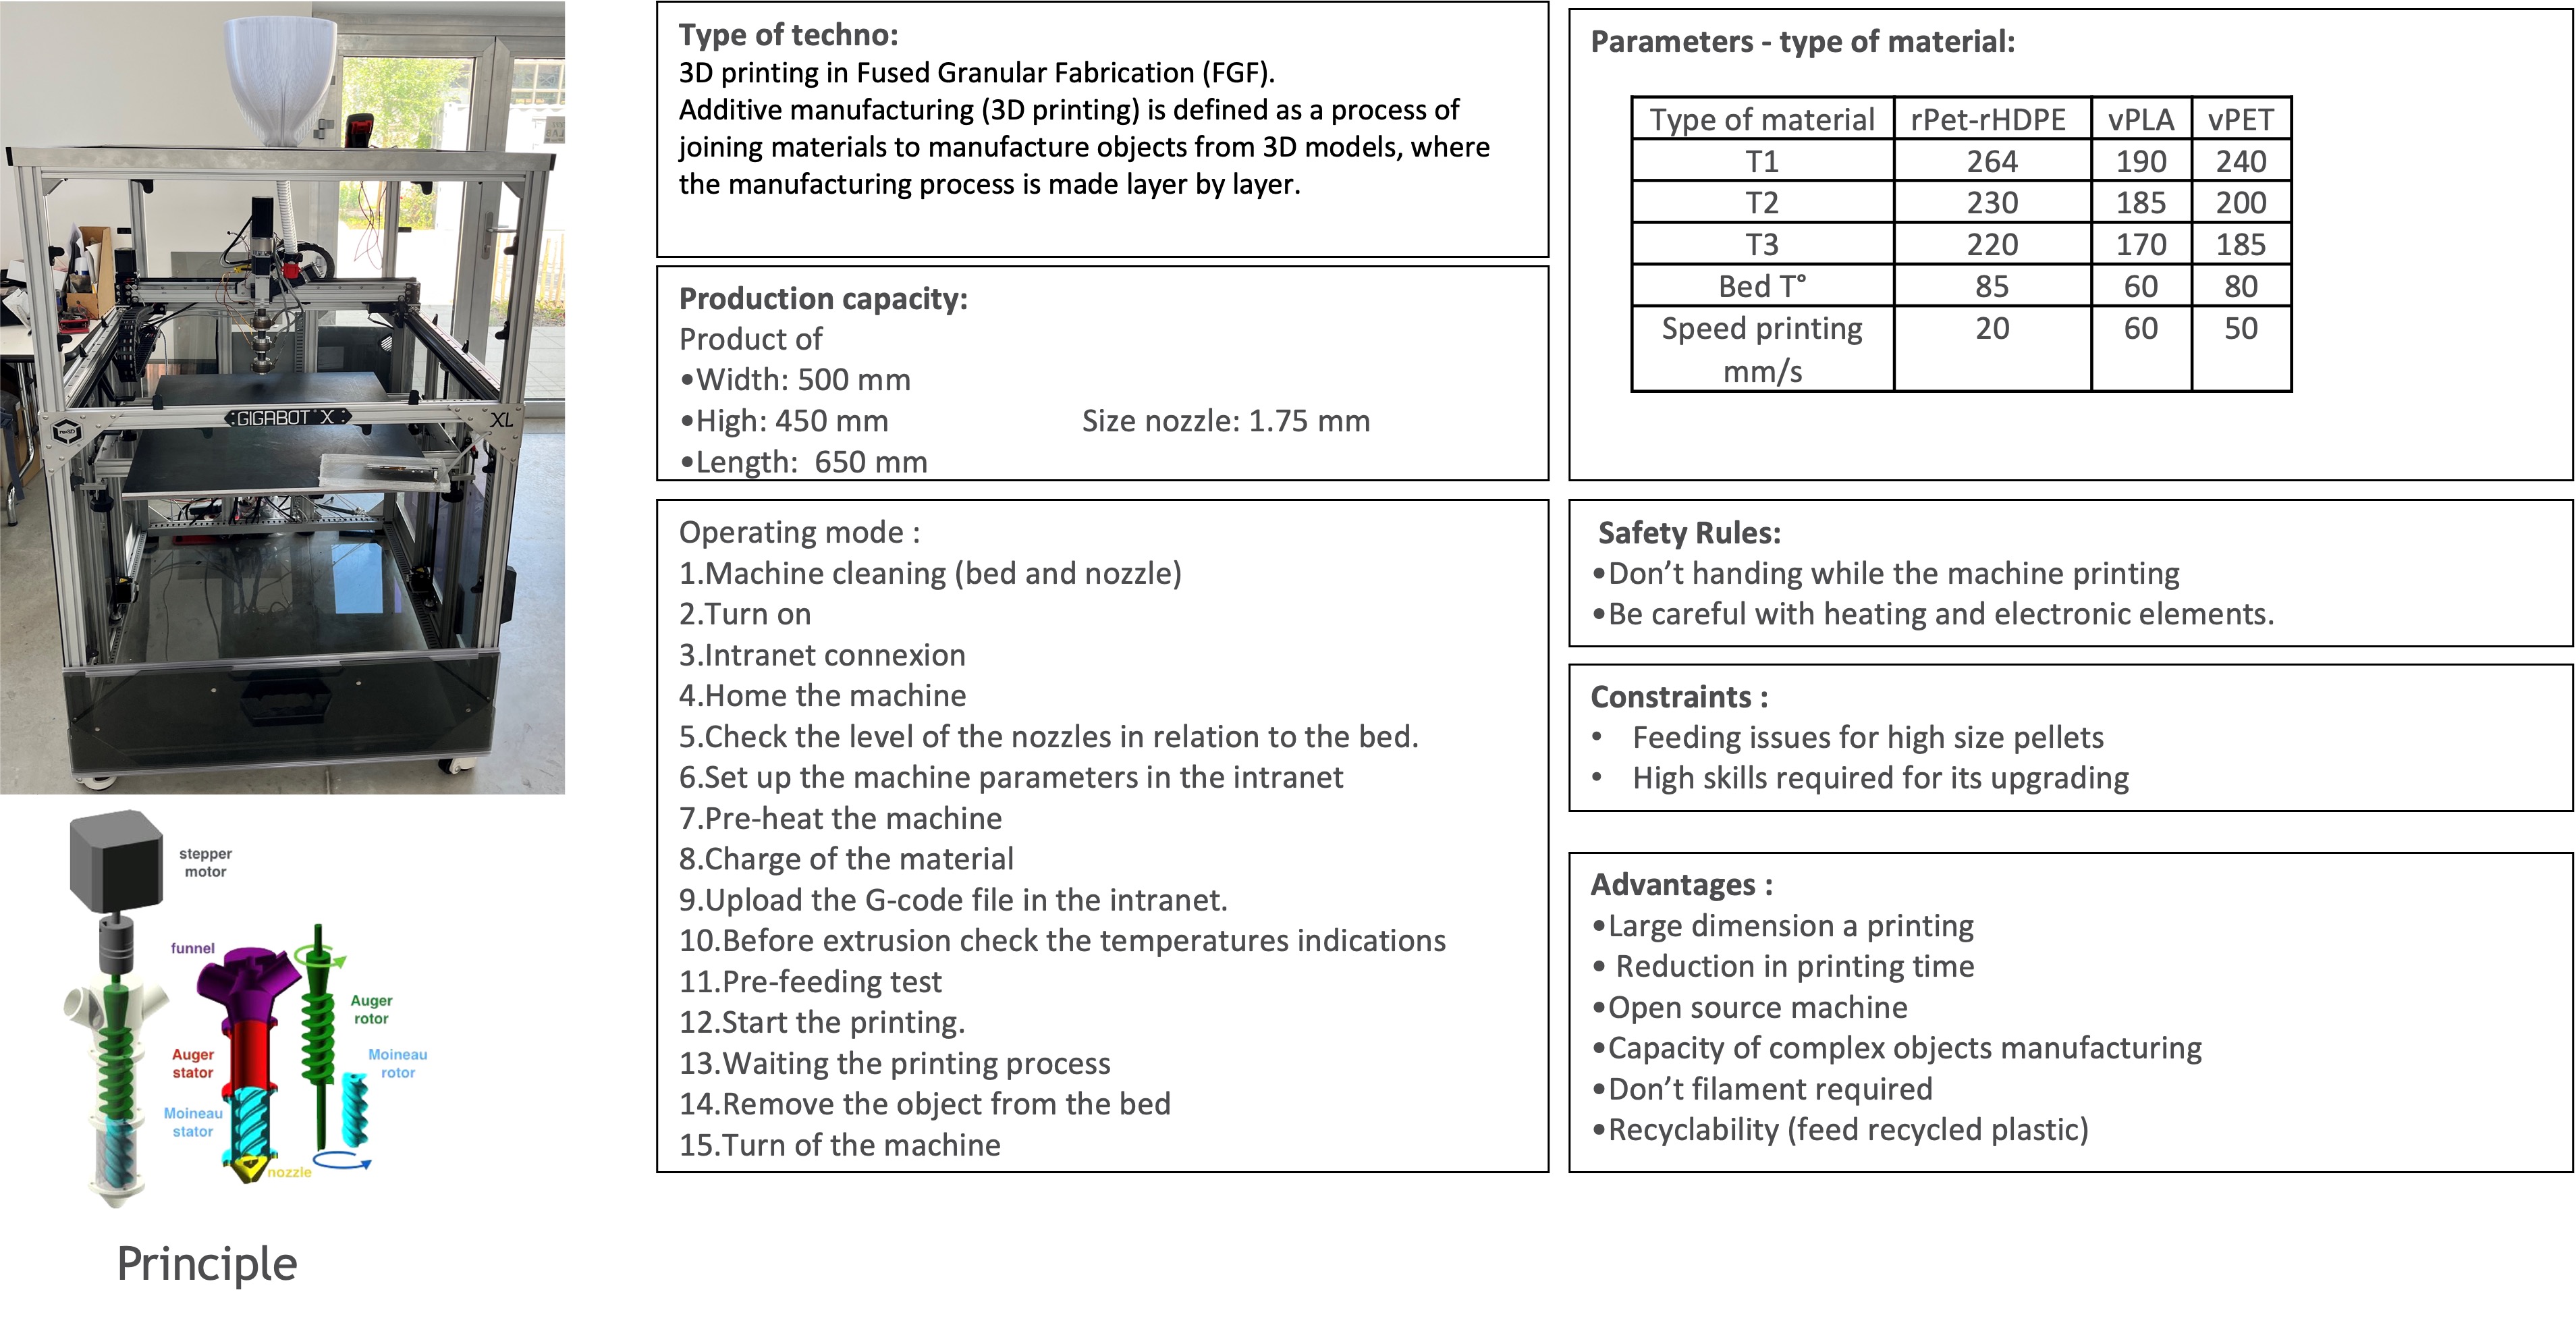 GIGABOT X
XL
re:3D
stepper
motor
funnel
Auger
rotor
Auger
stator
Moineau
rotor
Moineau
stator
nozzle
Principle
Type of techno:
3D printing in Fused Granular Fabrication (FGF).
Additive manufacturing (3D printing) is defined as a process of
joining materials to manufacture objects from 3D models, where
the manufacturing process is made layer by layer.
Production capacity:
Product of
•Width: 500 mm
•High: 450 mm Size nozzle: 1.75 mm
•Length: 650 mm
Operating mode :
1.Machine cleaning (bed and nozzle)
2.Turn on
3.Intranet connexion
4.Home the machine
5.Check the level of the nozzles in relation to the bed.
6.Set up the machine parameters in the intranet
7.Pre-heat the machine
8.Charge of the material
9.Upload the G-code file in the intranet.
10.Before extrusion check the temperatures indications
11.Pre-feeding test
12.Start the printing.
13.Waiting the printing process
14.Remove the object from the bed
15.Turn of the machine
Parameters - type of material:
Type of material rPet-rHDPE vPLA vPET
T1 264 190 240
T2 230 185 200
T3 220 170 185
Bed T° 85 60 80
Speed printing 20 60 50
mm/s
Safety Rules:
•Don’t handing while the machine printing
•Be careful with heating and electronic elements.
Constraints :
• Feeding issues for high size pellets
• High skills required for its upgrading
Advantages :
•Large dimension a printing
• Reduction in printing time
•Open source machine
•Capacity of complex objects manufacturing
•Don’t filament required
•Recyclability (feed recycled plastic)